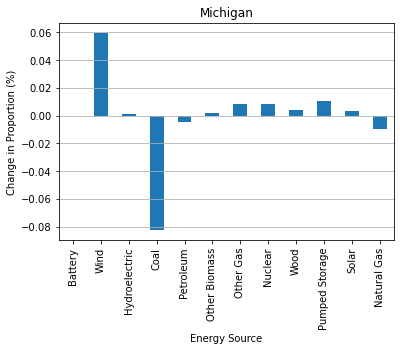 Michigan
Change in Proportion (%)
0.06
0.04
0.02
0.00
−0.02
−0.04
−0.06
−0.08
Battery
Wind
Hydroelectric
Coal
Petroleum
Other Biomass
Other Gas
Nuclear
Wood
Pumped Storage
Solar
Natural Gas
Energy Source